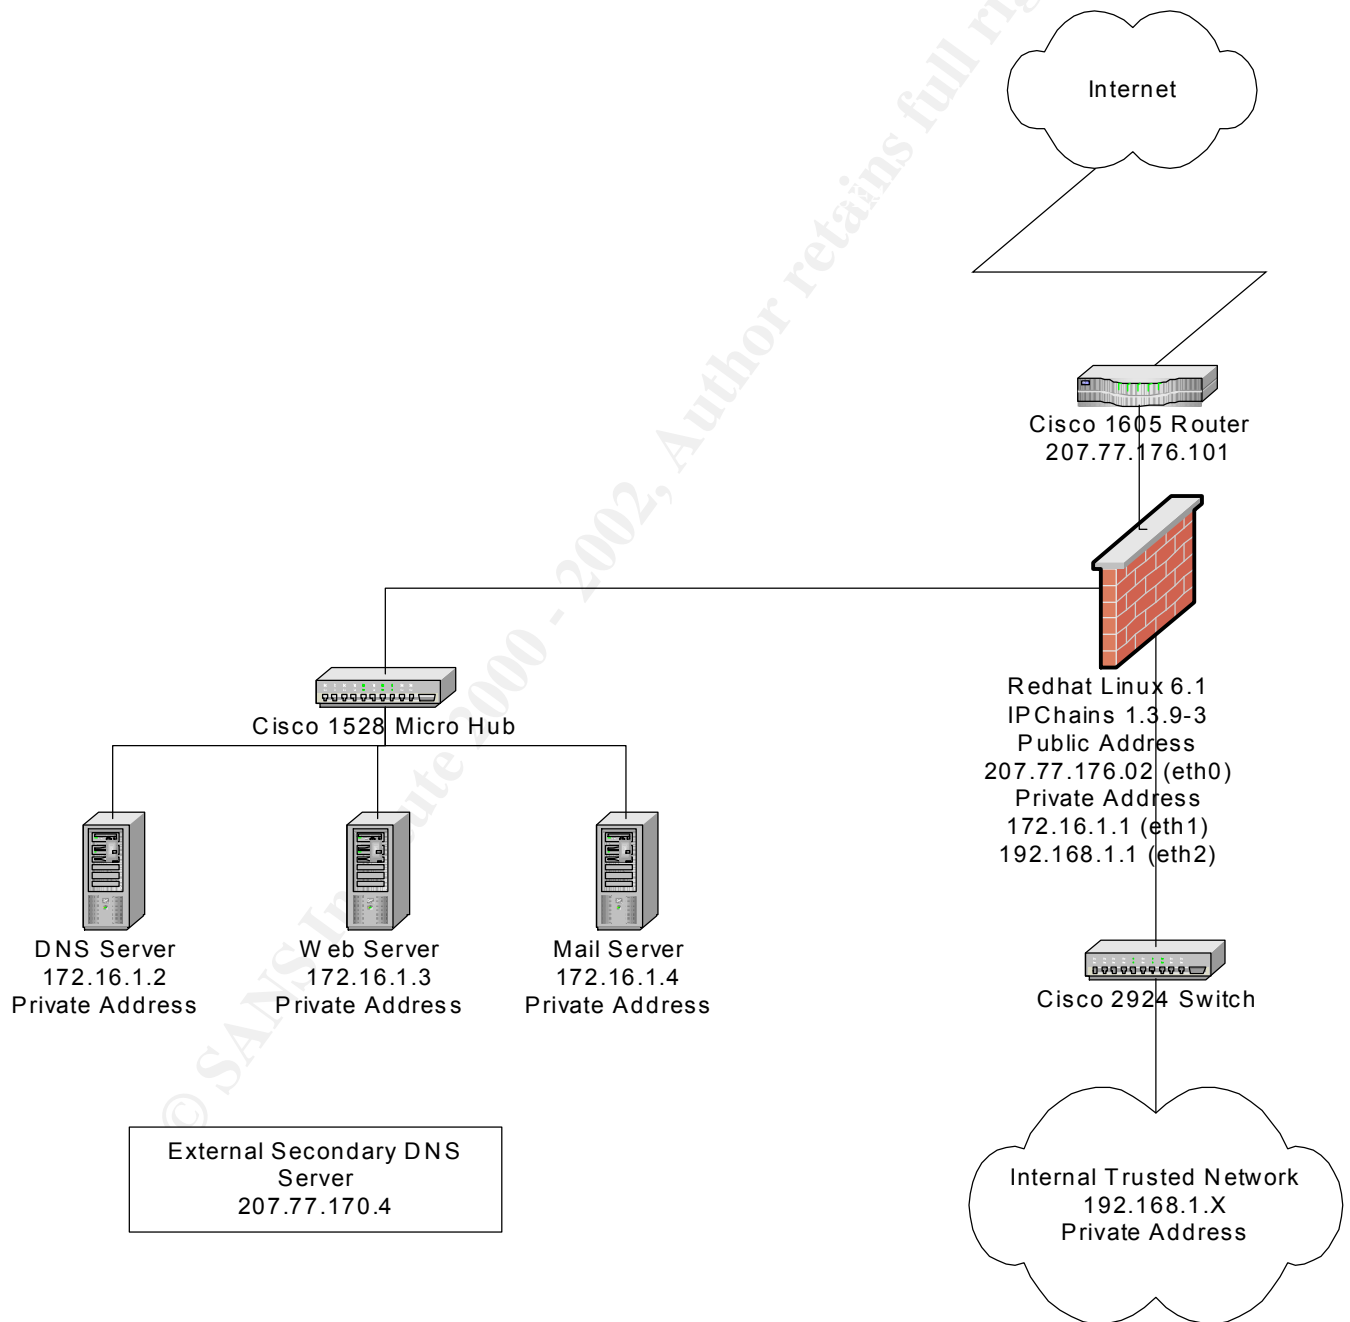 Internet
Cisco 1605 Router
207.77.176.101
Redhat Linux 6.1
IPChains 1.3.9-3
Public Address
207.77.176.02 (eth0)
Private Address
172.16.1.1 (eth1)
192.168.1.1 (eth2)
Cisco 1528 Micro Hub
DNS Server
172.16.1.2
Private Address
Web Server
172.16.1.3
Private Address
Mail Server
172.16.1.4
Private Address
Cisco 2924 Switch
External Secondary DNS
Server
207.77.170.4
Internal Trusted Network
192.168.1.X
Private Address
© SANS Institute 2000 - 2002, Author retains full rig